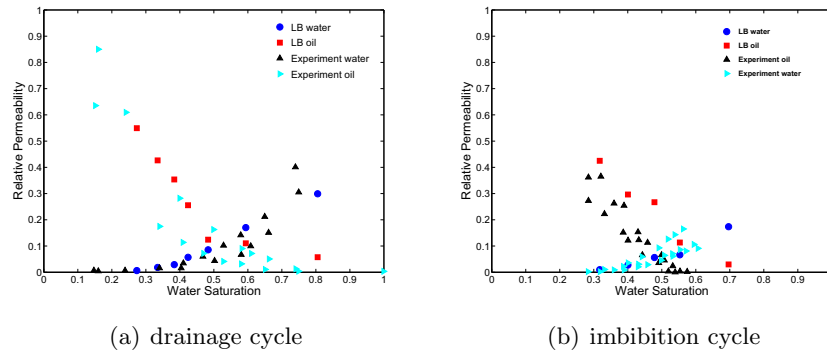 LB water
LB oil
Experiment water
Experiment oil
1
0.9
0.8
0.7
0.6
0.5
0.4
0.3
0.2
0.1
0
Relative Permeability
0 0.1 0.2 0.3 0.4 0.5 0.6 0.7 0.8 0.9 1
Water Saturation
(a) drainage cycle
LB water
LB oil
Experiment oil
Experiment water
1
0.9
0.8
0.7
0.6
0.5
0.4
0.3
0.2
0.1
0
Relative Permeability
0 0.1 0.2 0.3 0.4 0.5 0.6 0.7 0.8 0.9
Water Saturation
(b) imbibition cycle